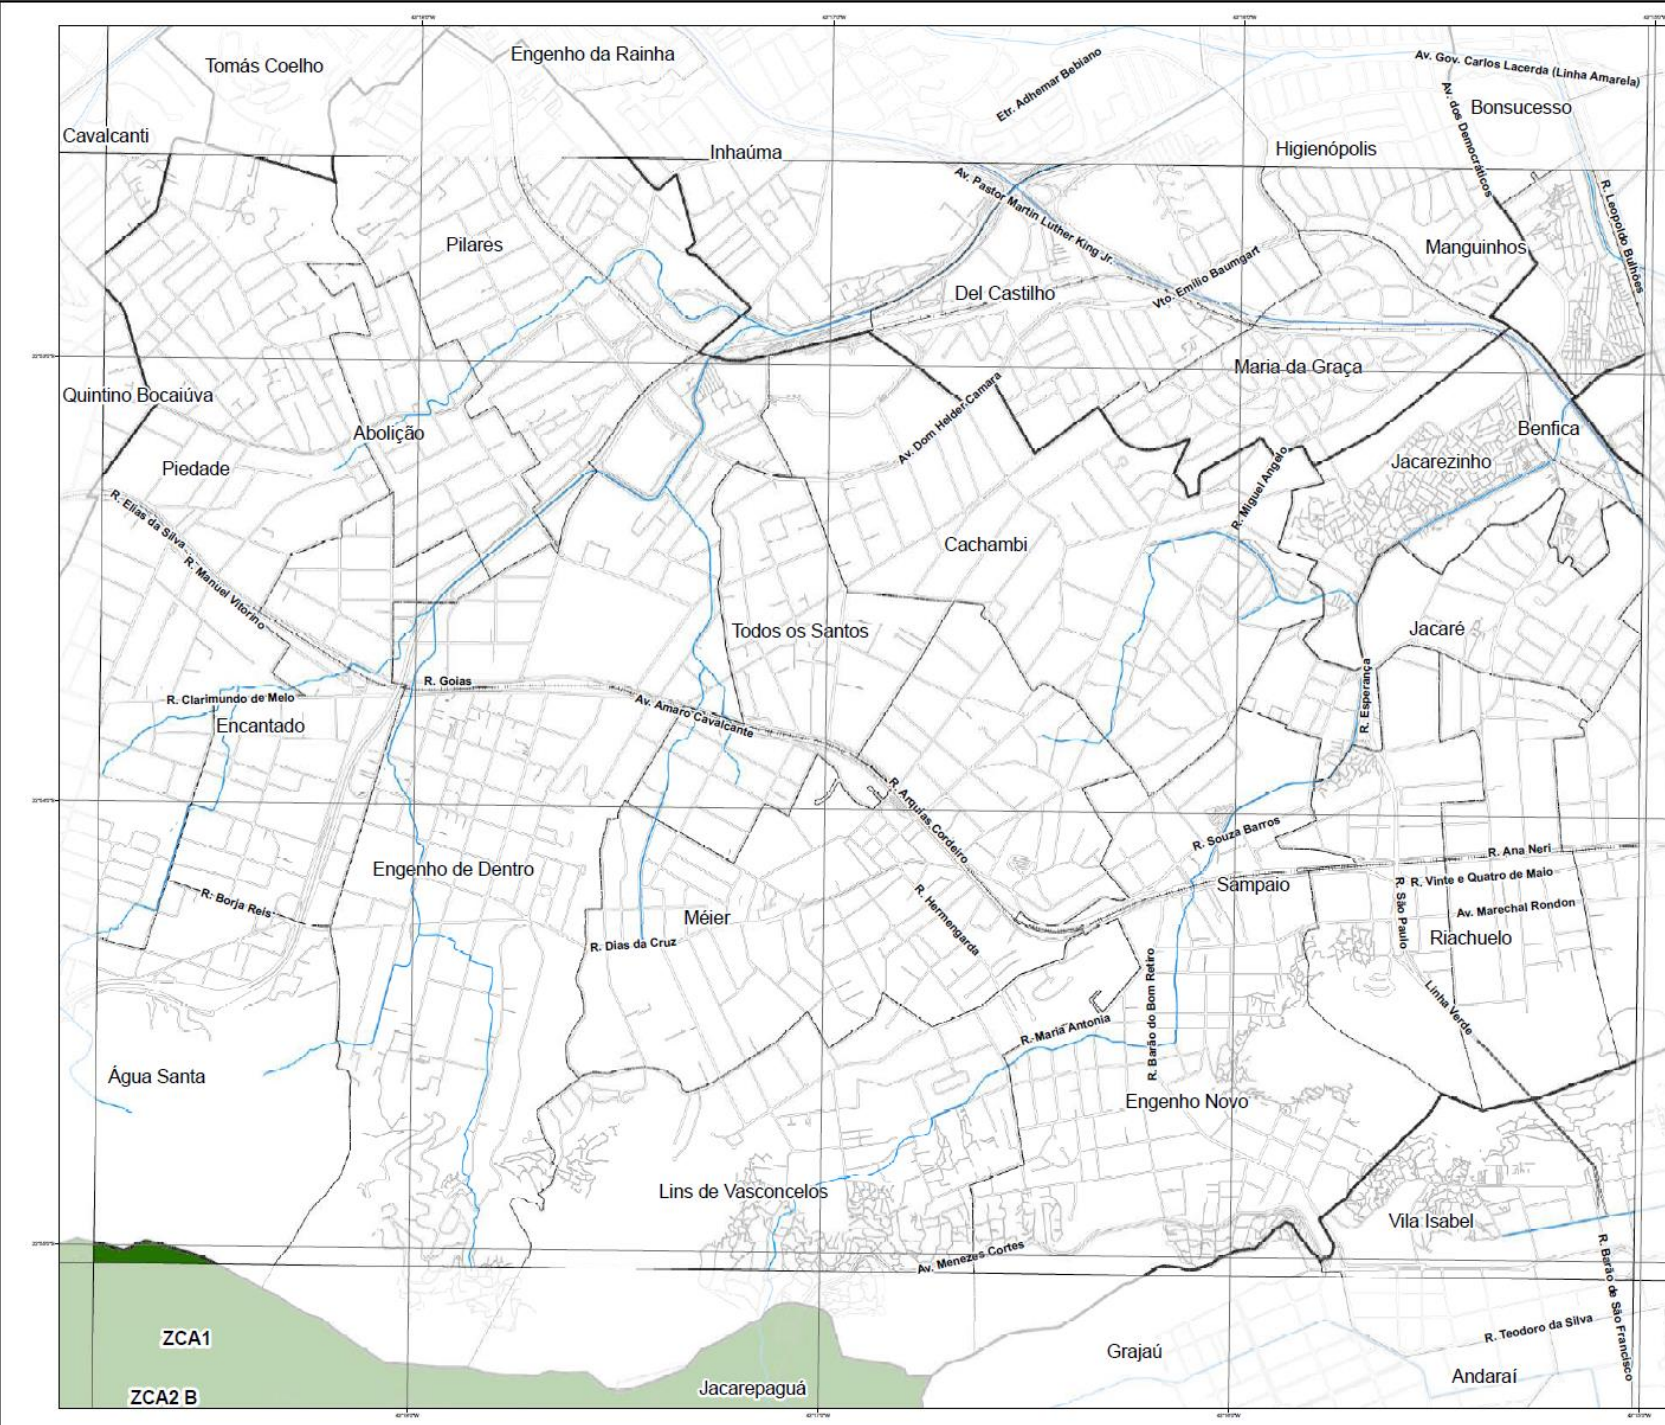 Tomás Coelho
Engenho da Rainha
Etr. Adhemar Bebiano
Av. Gov. Carlos Lacerda (Linha Amarela)
Bonsucesso
Av. dos Democráticos
Cavalcanti
Inhaúma
Higienópolis
Av. Pastor Martin Luther King Jr.
R. Leopoldo Bulhões
Pilares
Manguinhos
Vto. Emilio Baumgart
Del Castilho
Maria da Graça
Quintino Bocaiúva
Av. Dom Helder Camara
Abolição
Benfica
Piedade
Jacarezinho
R. Miguel Angelo
R. Elias da Silva
Cachambi
R. Manuel Vitorino
Todos os Santos
Jacaré
R. Esperança
R. Goias
R. Clarimundo de Melo
Av. Amaro Cavalcante
Encantado
R. Arquias Cordeiro
R. Souza Barros
R. Ana Neri
Engenho de Dentro
R. Vinte e Quatro de Maio
Sampaio
R. São Paulo
R. Borja Reis
R. Hermengarda
Av. Marechal Rondon
Méier
Riachuelo
R. Dias da Cruz
R. Barão do Bom Retiro
Linha Verde
R. Maria Antonia
Água Santa
Engenho Novo
Lins de Vasconcelos
Vila Isabel
Av. Menezes Cortes
R. Barão de São Francisco
ZCA1
R. Teodoro da Silva
Grajaú
Andaraí
Jacarepaguá
ZCA2 B